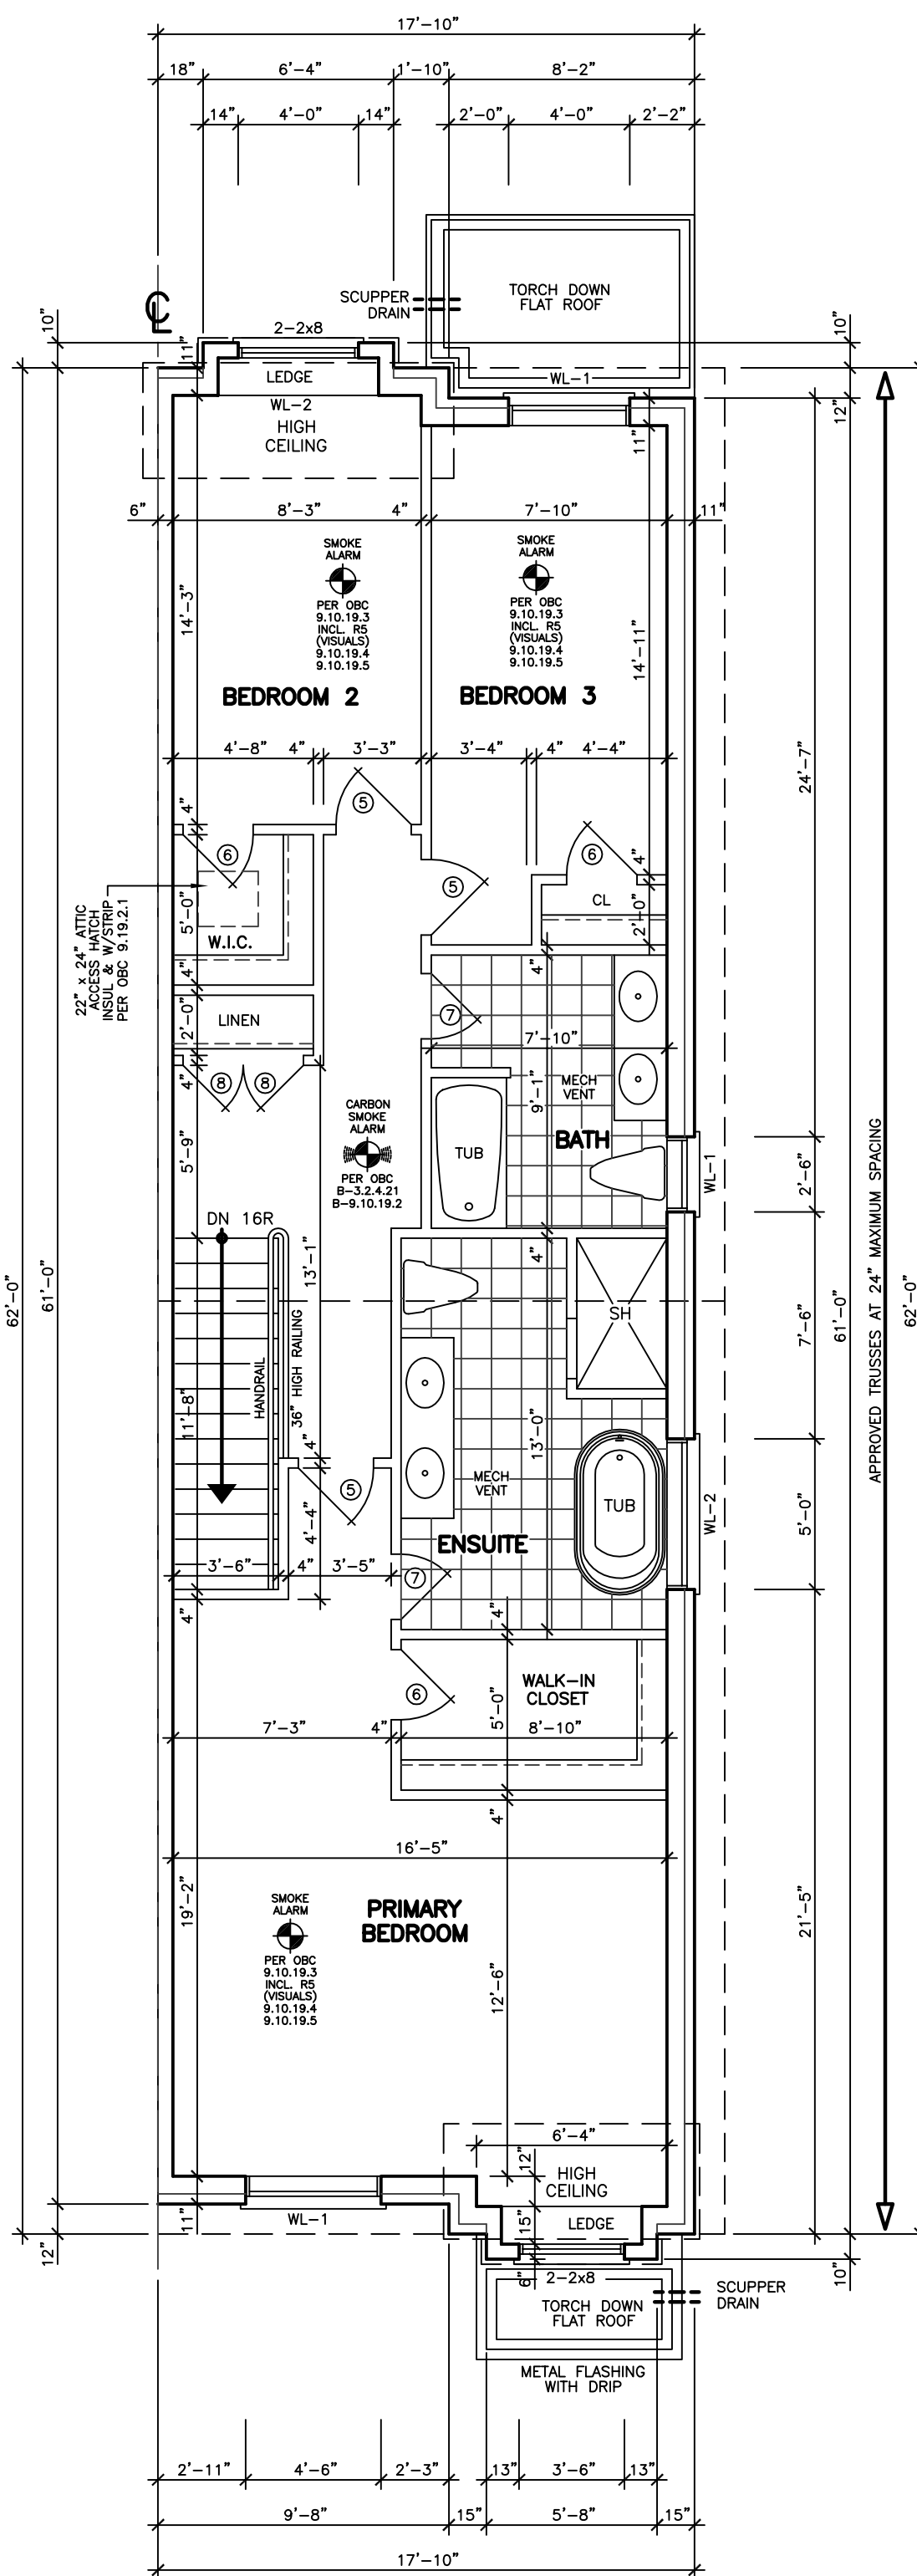 17'-10"
18" 6'-4" 1'-10" 8'-2"
14" 4'-0" 14" 2'-0" 4'-0" 2'-2"
TORCH DOWN
FLAT ROOF
SCUPPER
DRAIN
℄
2-2x8
10"
11"
10"
LEDGE
WL-1
WL-2
HIGH
CEILING
12"
11"
6" 8'-3" 4" 7'-10" 11"
SMOKE
ALARM
PER OBC
9.10.19.3
INCL. R5
(VISUALS)
9.10.19.4
9.10.19.5
SMOKE
ALARM
PER OBC
9.10.19.3
INCL. R5
(VISUALS)
9.10.19.4
9.10.19.5
14'-3"
14'-11"
BEDROOM 2
BEDROOM 3
4'-8" 4" 3'-3" 3'-4" 4" 4'-4"
24'-7"
4"
5
6
6
5
4"
CL
2'-0"
22" x 24" ATTIC
ACCESS HATCH
INSUL & W/STRIP
PER OBC 9.19.2.1
5'-0"
W.I.C.
4"
4"
LINEN
2'-0"
7
7'-10"
4"
8
8
MECH
VENT
9'-1"
CARBON
SMOKE
ALARM
PER OBC
B-3.2.4.21
B-9.10.19.2
TUB
BATH
5'-9"
WL-1
2'-6"
APPROVED TRUSSES AT 24" MAXIMUM SPACING
DN 16R
13'-1"
4"
62'-0"
61'-0"
SH
7'-6"
61'-0"
62'-0"
HANDRAIL
36" HIGH RAILING
11'-8"
13'-0"
4"
MECH
VENT
5
TUB
WL-2
5'-0"
ENSUITE
4'-4"
3'-6" 4" 3'-5"
7
4"
4"
WALK-IN
CLOSET
6
5'-0"
7'-3" 4" 8'-10"
4"
16'-5"
SMOKE
ALARM
PER OBC
9.10.19.3
INCL. R5
(VISUALS)
9.10.19.4
9.10.19.5
PRIMARY
BEDROOM
19'-2"
21'-5"
12'-6"
6'-4"
12"
HIGH
CEILING
11"
WL-1
15"
LEDGE
12"
6"
2-2x8
10"
TORCH DOWN
FLAT ROOF
SCUPPER
DRAIN
METAL FLASHING
WITH DRIP
2'-11" 4'-6" 2'-3" 13" 3'-6" 13"
9'-8" 15" 5'-8" 15"
17'-10"